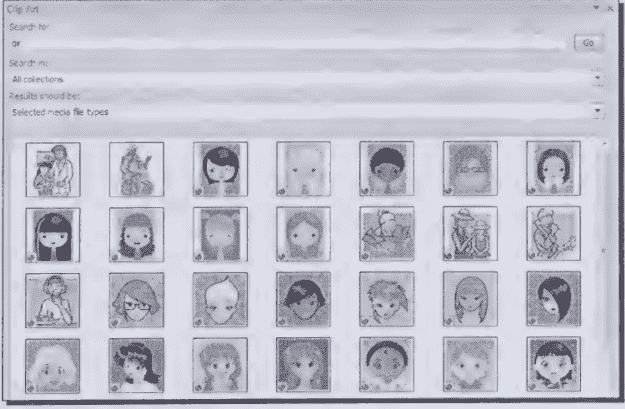 Clip Art
Search for:
Go
Search in:
All collections
Results should be:
Selected media file types